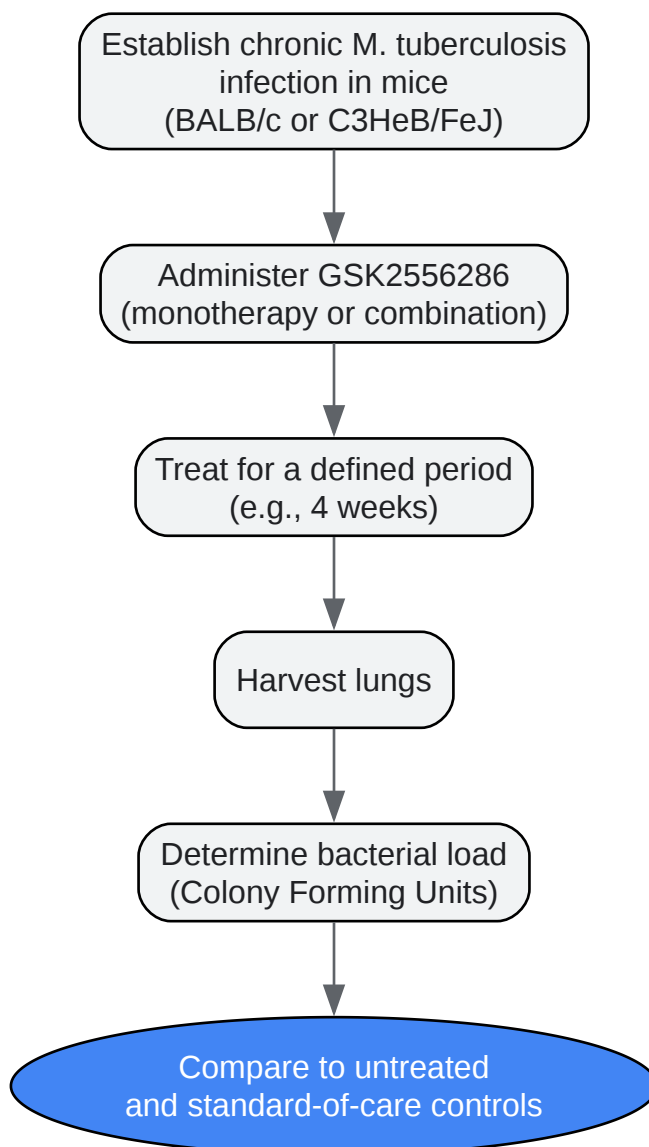 Establish chronic M. tuberculosis
infection in mice
(BALB/c or C3HeB/FeJ)
Administer GSK2556286
(monotherapy or combination)
Treat for a defined period
(e.g., 4 weeks)
Harvest lungs
Determine bacterial load
(Colony Forming Units)
Compare to untreated
and standard-of-care controls